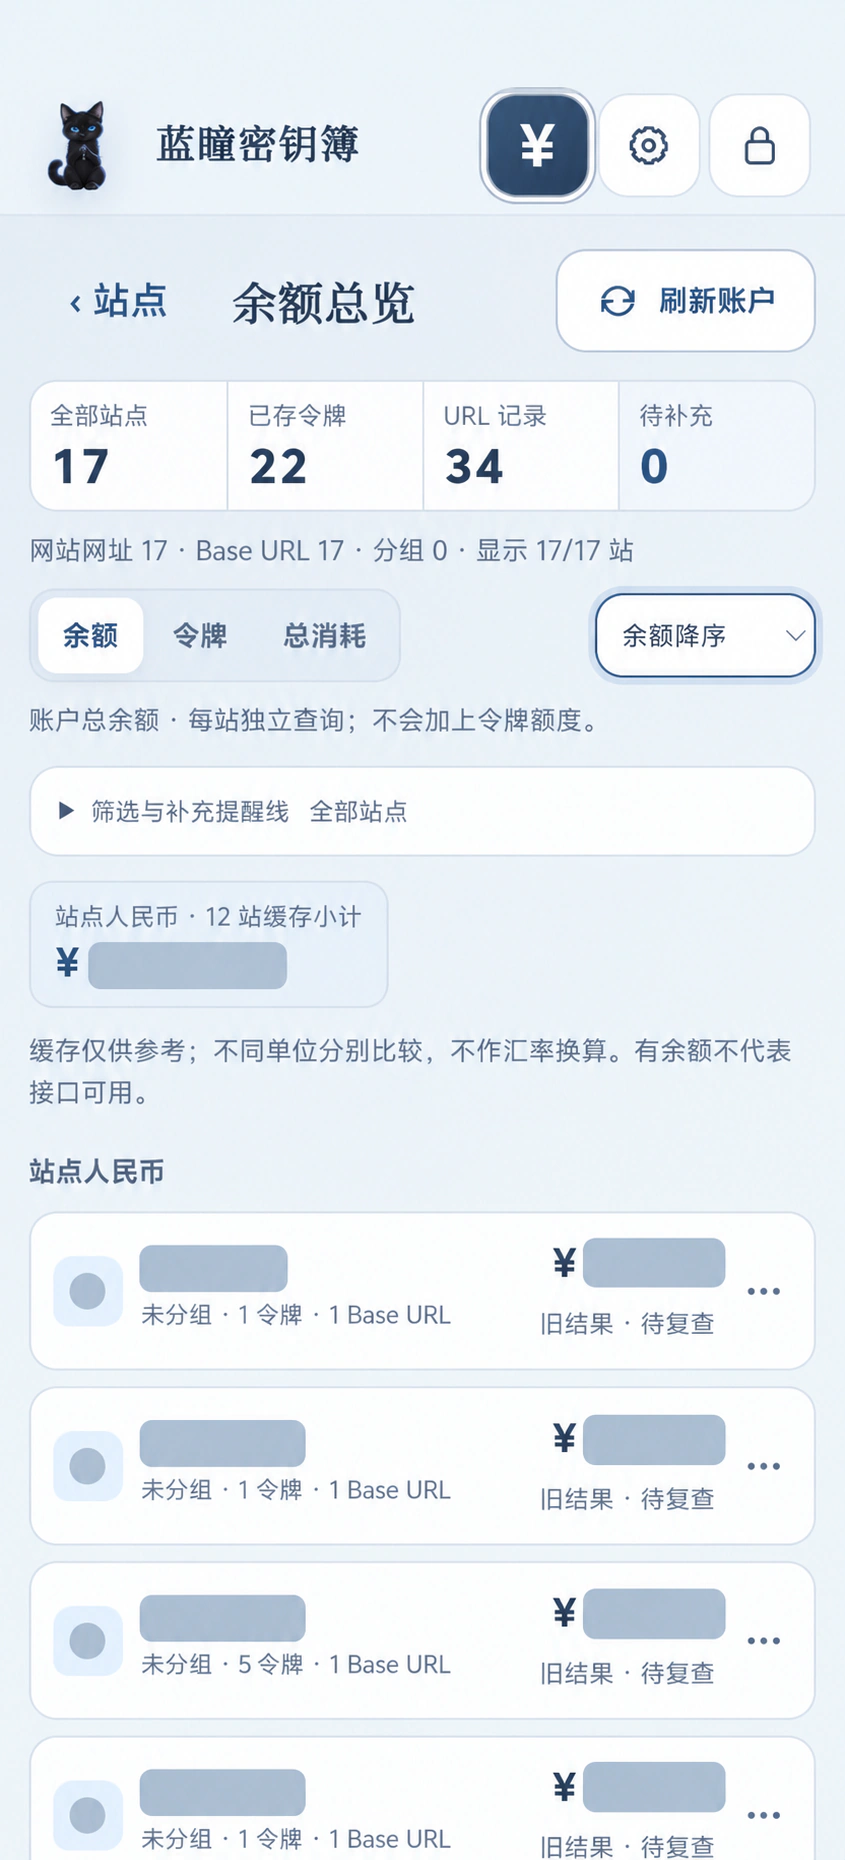 蓝瞳密钥簿
¥
‹ 站点
余额总览
刷新账户
全部站点
17
已存令牌
22
URL 记录
34
待补充
0
网站网址 17 · Base URL 17 · 分组 0 · 显示 17/17 站
余额
令牌
总消耗
余额降序
账户总余额 · 每站独立查询；不会加上令牌额度。
▶ 筛选与补充提醒线 全部站点
站点人民币 · 12 站缓存小计
¥
缓存仅供参考；不同单位分别比较，不作汇率换算。有余额不代表
接口可用。
站点人民币
¥
未分组 · 1 令牌 · 1 Base URL
旧结果 · 待复查
¥
未分组 · 1 令牌 · 1 Base URL
旧结果 · 待复查
¥
未分组 · 5 令牌 · 1 Base URL
旧结果 · 待复查
¥
未分组 · 1 令牌 · 1 Base URL
旧结果 · 待复查